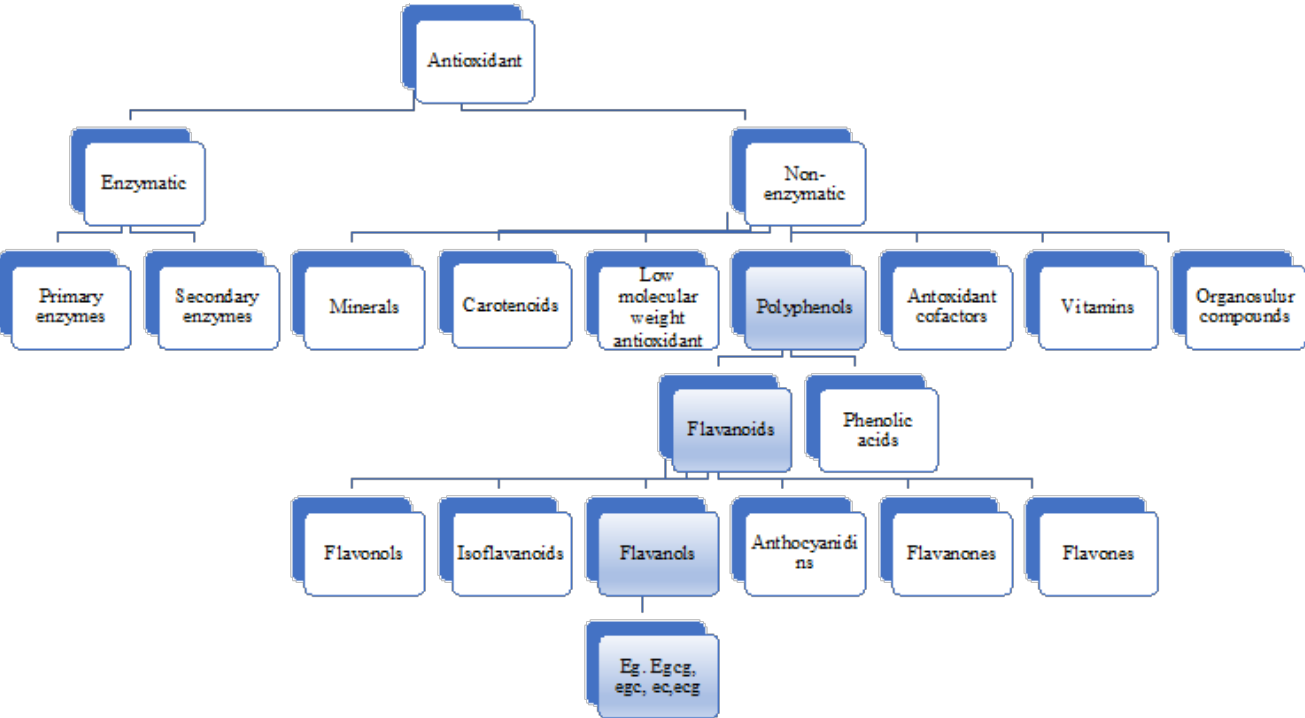 Antioxidant
Enzymatic
Non-
enzymatic
Primary
enzymes
Secondary
enzymes
Minerals
Carotenoids
Low
molecular
weight
antioxidant
Polyphenols
Antoxidant
cofactors
Vitamins
Organosulur
compounds
Flavanoids
Phenolic
acids
Flavonols
Isoflavanoids
Flavanols
Anthocyanidi
ns
Flavanones
Flavones
Eg. Egcg,
egc, ec,ecg